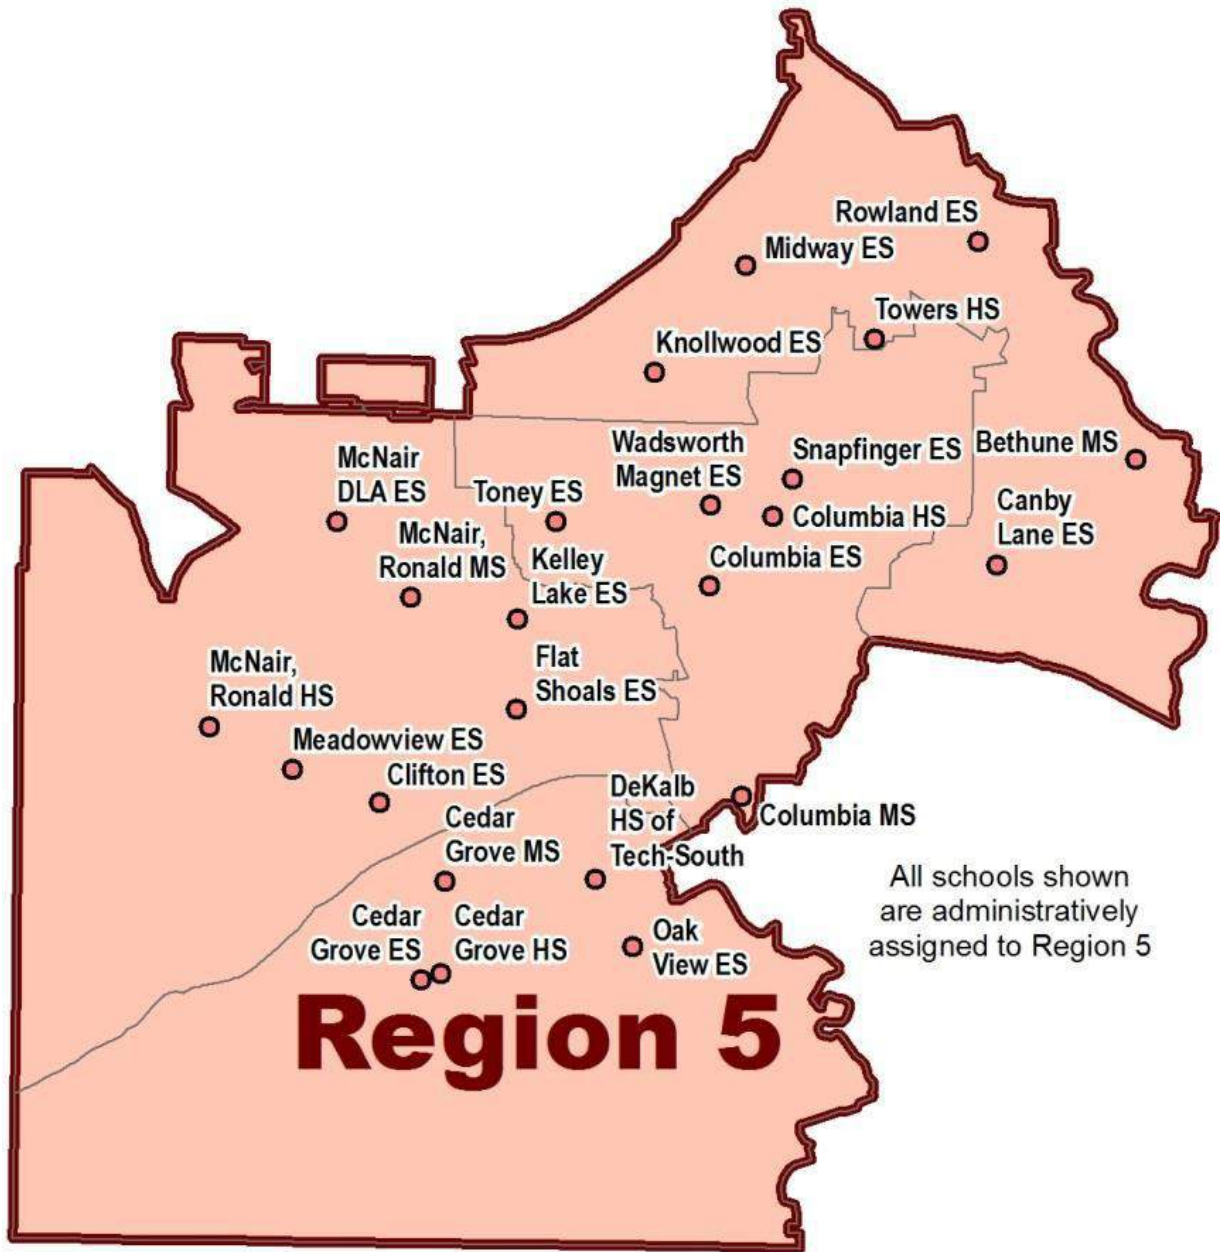 Rowland ES
Midway ES
Towers HS
Knollwood ES
Wadsworth
Magnet ES
Snapfinger ES
Bethune MS
McNair
DLA ES
Toney ES
Canby
Lane ES
Columbia HS
McNair,
Ronald MS
Kelley
Lake ES
Columbia ES
McNair,
Ronald HS
Flat
Shoals ES
Meadowview ES
Clifton ES
DeKalb
HS of
Tech-South
Columbia MS
Cedar
Grove MS
All schools shown
are administratively
assigned to Region 5
Cedar
Grove ES
Cedar
Grove HS
Oak
View ES
Region 5